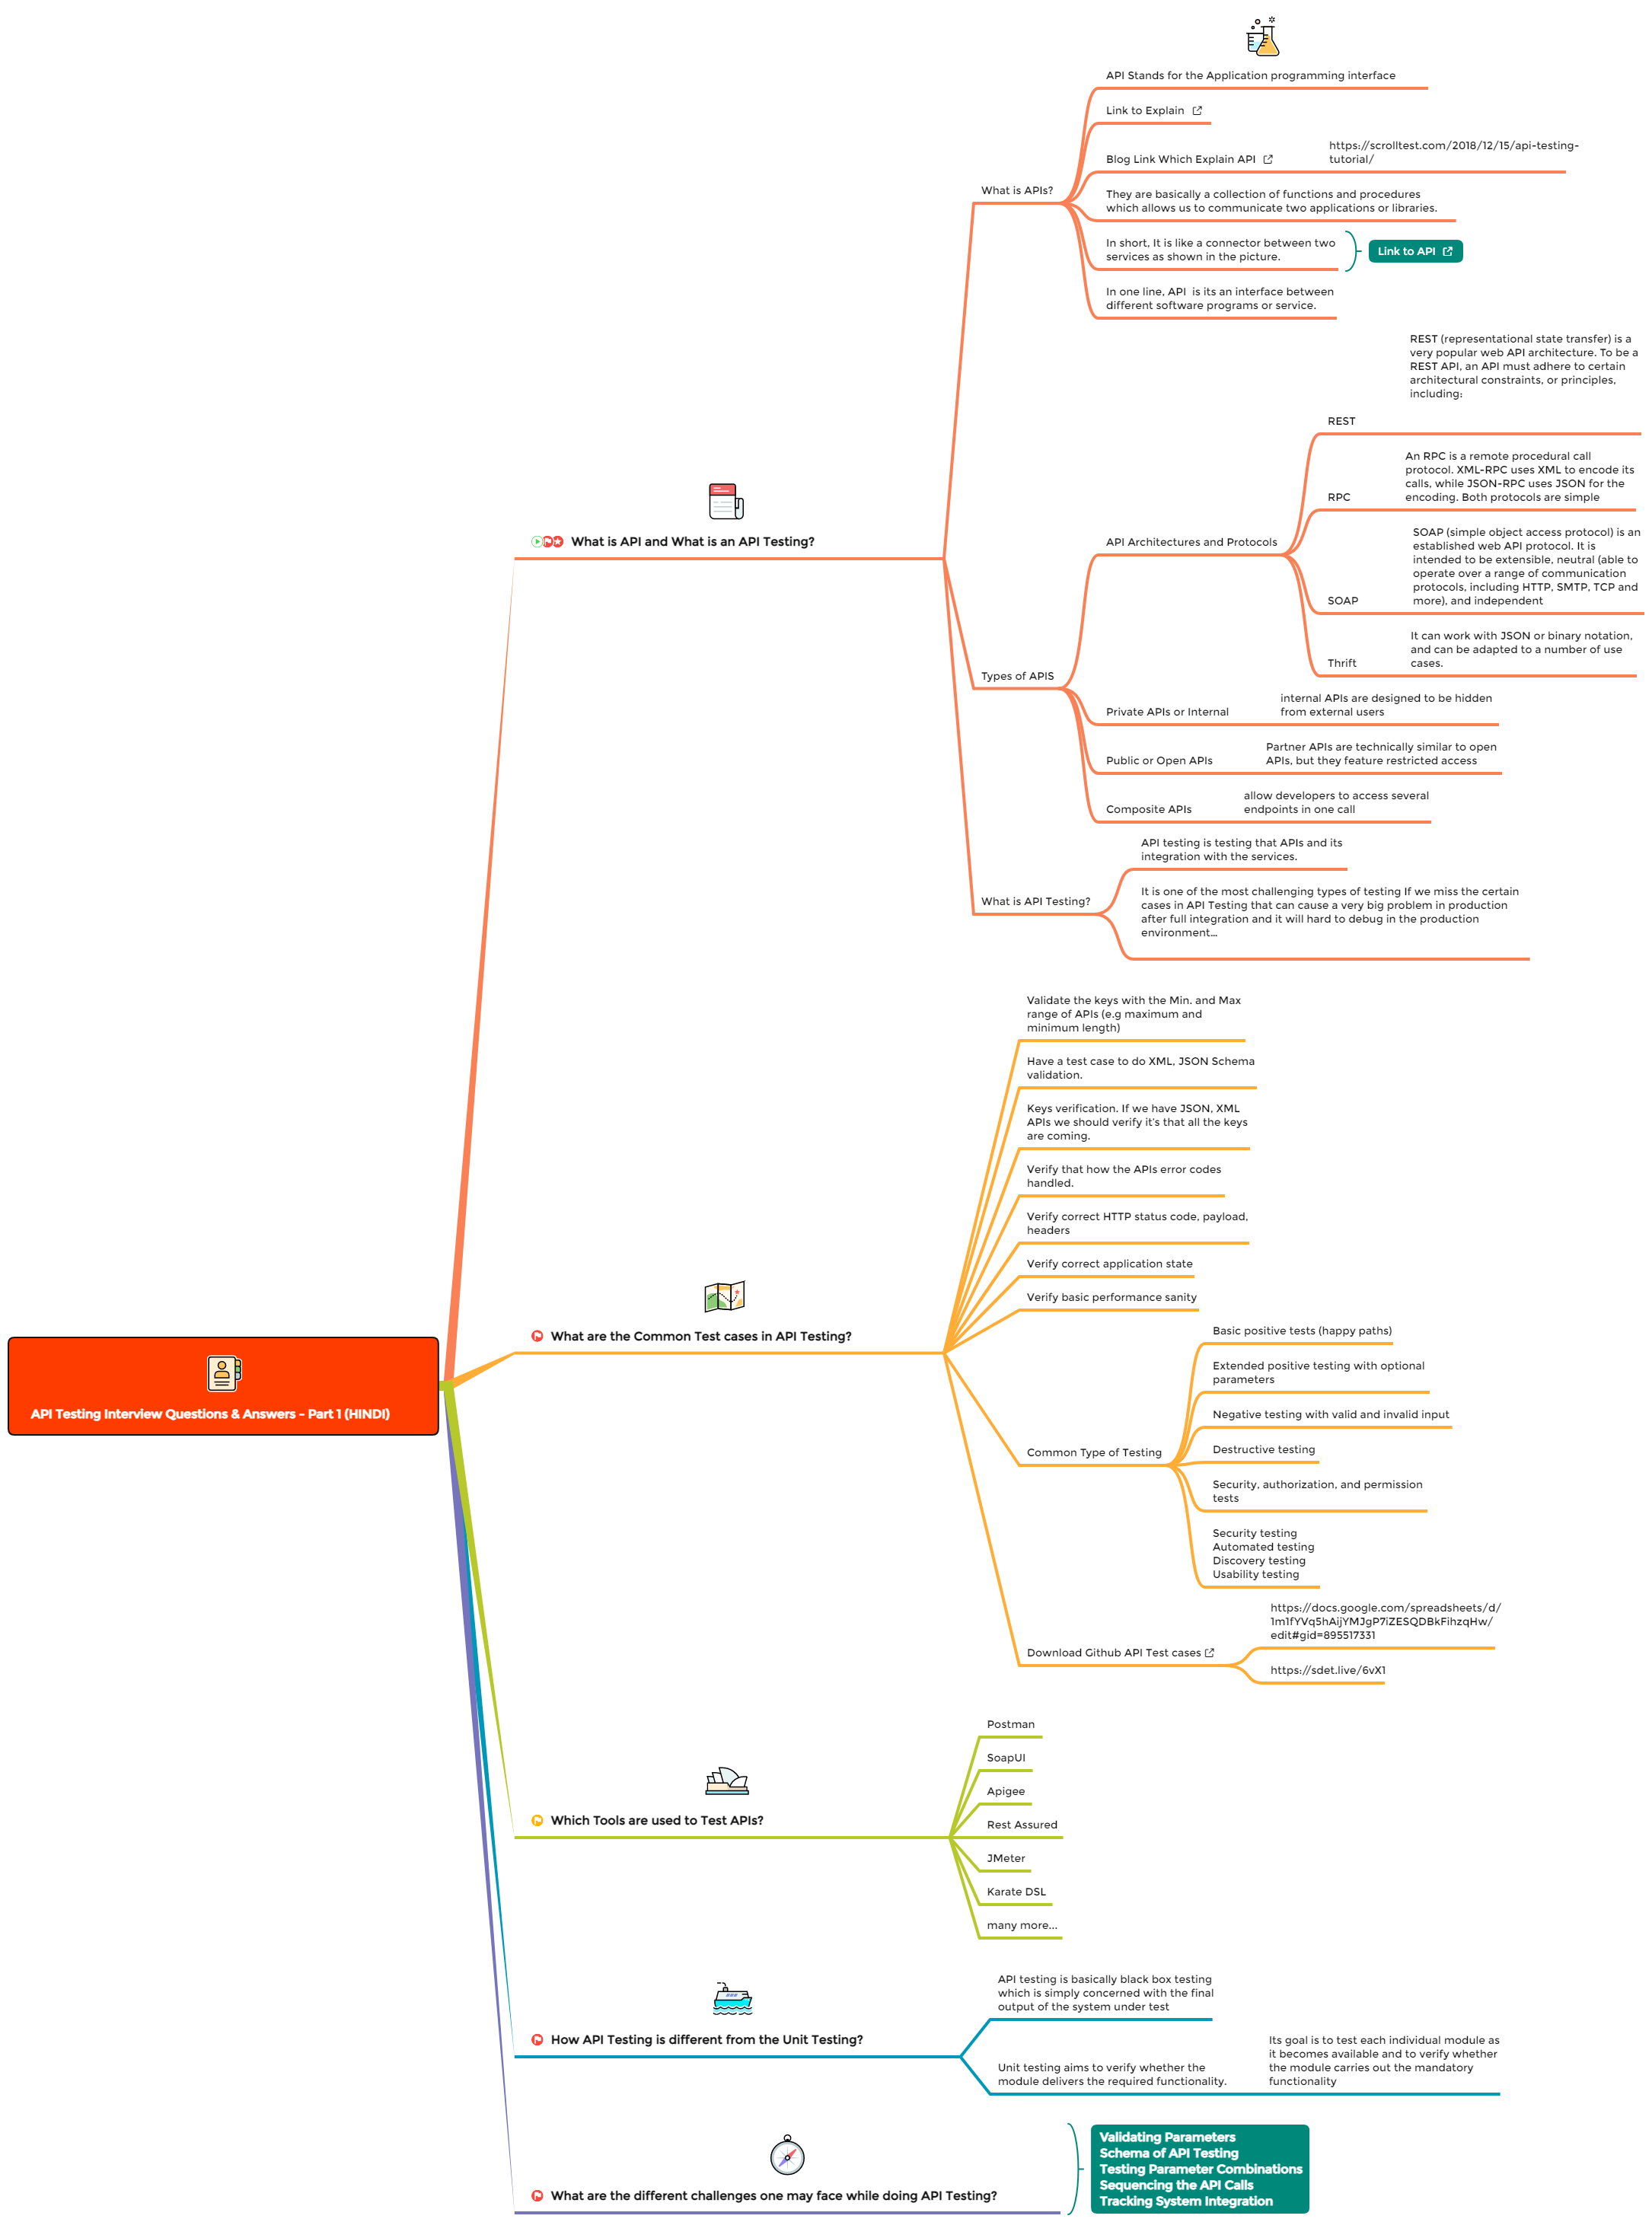 API Testing Interview Questions & Answers - Part 1 (HINDI)
What is API and What is an API Testing?
What is APIs?
API Stands for the Application programming interface
Link to Explain
Blog Link Which Explain API
https://scrolltest.com/2018/12/15/api-testing-
tutorial/
They are basically a collection of functions and procedures
which allows us to communicate two applications or libraries.
In short, It is like a connector between two
services as shown in the picture.
Link to API
In one line, API  is its an interface between
different software programs or service.
Types of APIS
API Architectures and Protocols
REST
REST (representational state transfer) is a
very popular web API architecture. To be a
REST API, an API must adhere to certain
architectural constraints, or principles,
including:
RPC
An RPC is a remote procedural call
protocol. XML-RPC uses XML to encode its
calls, while JSON-RPC uses JSON for the
encoding. Both protocols are simple
SOAP
SOAP (simple object access protocol) is an
established web API protocol. It is
intended to be extensible, neutral (able to
operate over a range of communication
protocols, including HTTP, SMTP, TCP and
more), and independent
Thrift
It can work with JSON or binary notation,
and can be adapted to a number of use
cases.
Private APIs or Internal
internal APIs are designed to be hidden
from external users
Public or Open APIs
Partner APIs are technically similar to open
APIs, but they feature restricted access
Composite APIs
allow developers to access several
endpoints in one call
What is API Testing?
API testing is testing that APIs and its
integration with the services.
It is one of the most challenging types of testing If we miss the certain
cases in API Testing that can cause a very big problem in production
after full integration and it will hard to debug in the production
environment…
What are the Common Test cases in API Testing?
Validate the keys with the Min. and Max
range of APIs (e.g maximum and
minimum length)
Have a test case to do XML, JSON Schema
validation.
Keys verification. If we have JSON, XML
APIs we should verify it's that all the keys
are coming.
Verify that how the APIs error codes
handled.
Verify correct HTTP status code, payload,
headers
Verify correct application state
Verify basic performance sanity
Common Type of Testing
Basic positive tests (happy paths)
Extended positive testing with optional
parameters
Negative testing with valid and invalid input
Destructive testing
Security, authorization, and permission
tests
Security testing
Automated testing
Discovery testing
Usability testing
Download Github API Test cases
https://docs.google.com/spreadsheets/d/
1m1fYVq5hAijYMJgP7iZESQDBkFihzqHw/
edit#gid=895517331
https://sdet.live/6vX1
Which Tools are used to Test APIs?
Postman
SoapUI
Apigee
Rest Assured
JMeter
Karate DSL
many more...
How API Testing is different from the Unit Testing?
API testing is basically black box testing
which is simply concerned with the final
output of the system under test
Unit testing aims to verify whether the
module delivers the required functionality.
Its goal is to test each individual module as
it becomes available and to verify whether
the module carries out the mandatory
functionality
What are the different challenges one may face while doing API Testing?
Validating Parameters
Schema of API Testing
Testing Parameter Combinations
Sequencing the API Calls
Tracking System Integration